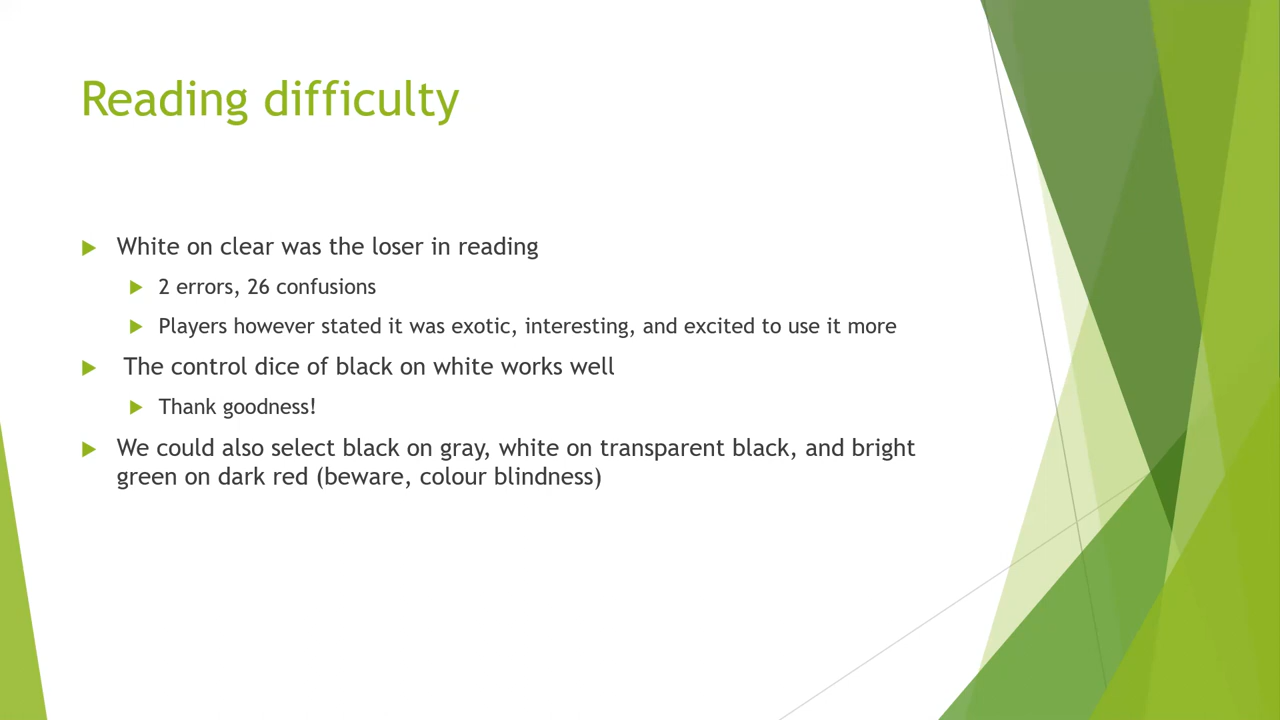 Reading difficulty
White on clear was the loser in reading
2 errors, 26 confusions
Players however stated it was exotic, interesting, and excited to use it more
The control dice of black on white works well
Thank goodness!
We could also select black on gray, white on transparent black, and bright
green on dark red (beware, colour blindness)